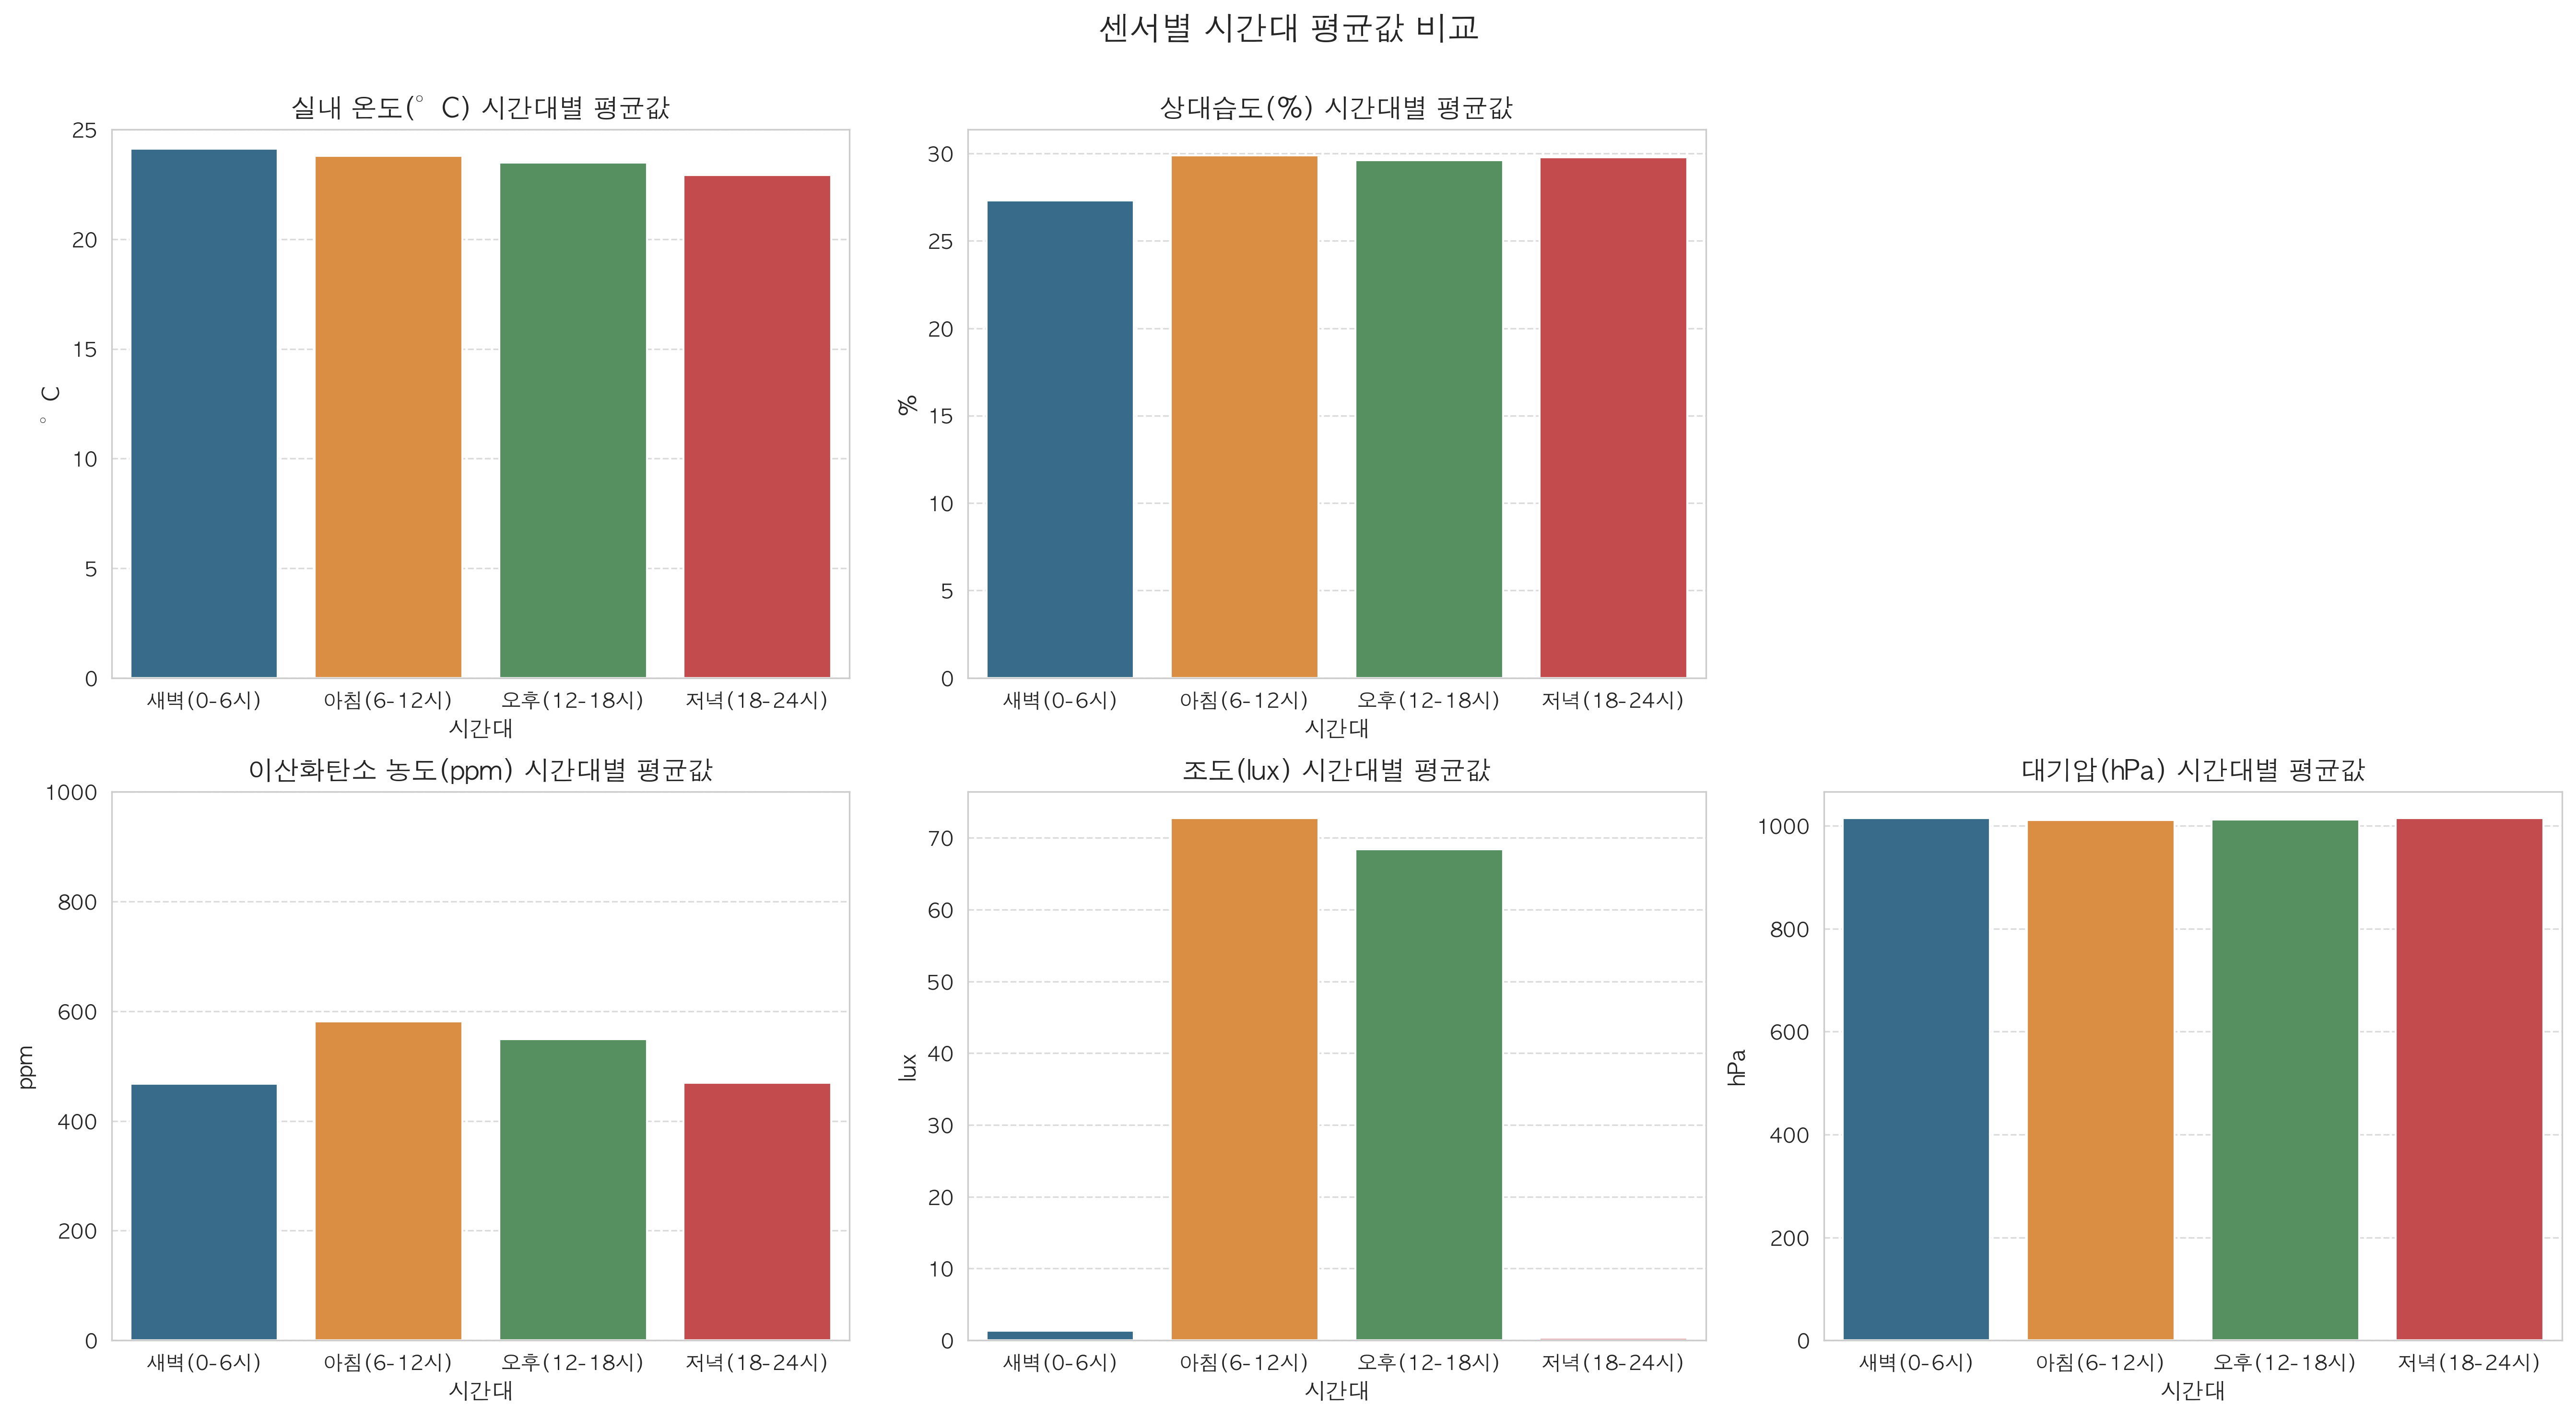 센서별 시간대 평균값 비교
실내 온도(°C) 시간대별 평균값
25
20
15
10
5
0
°C
새벽(0-6시) 아침(6-12시) 오후(12-18시) 저녁(18-24시)
시간대
상대습도(%) 시간대별 평균값
30
25
20
15
10
5
0
%
새벽(0-6시) 아침(6-12시) 오후(12-18시) 저녁(18-24시)
시간대
이산화탄소 농도(ppm) 시간대별 평균값
1000
800
600
400
200
0
ppm
새벽(0-6시) 아침(6-12시) 오후(12-18시) 저녁(18-24시)
시간대
조도(lux) 시간대별 평균값
70
60
50
40
30
20
10
0
lux
새벽(0-6시) 아침(6-12시) 오후(12-18시) 저녁(18-24시)
시간대
대기압(hPa) 시간대별 평균값
1000
800
600
400
200
0
hPa
새벽(0-6시) 아침(6-12시) 오후(12-18시) 저녁(18-24시)
시간대